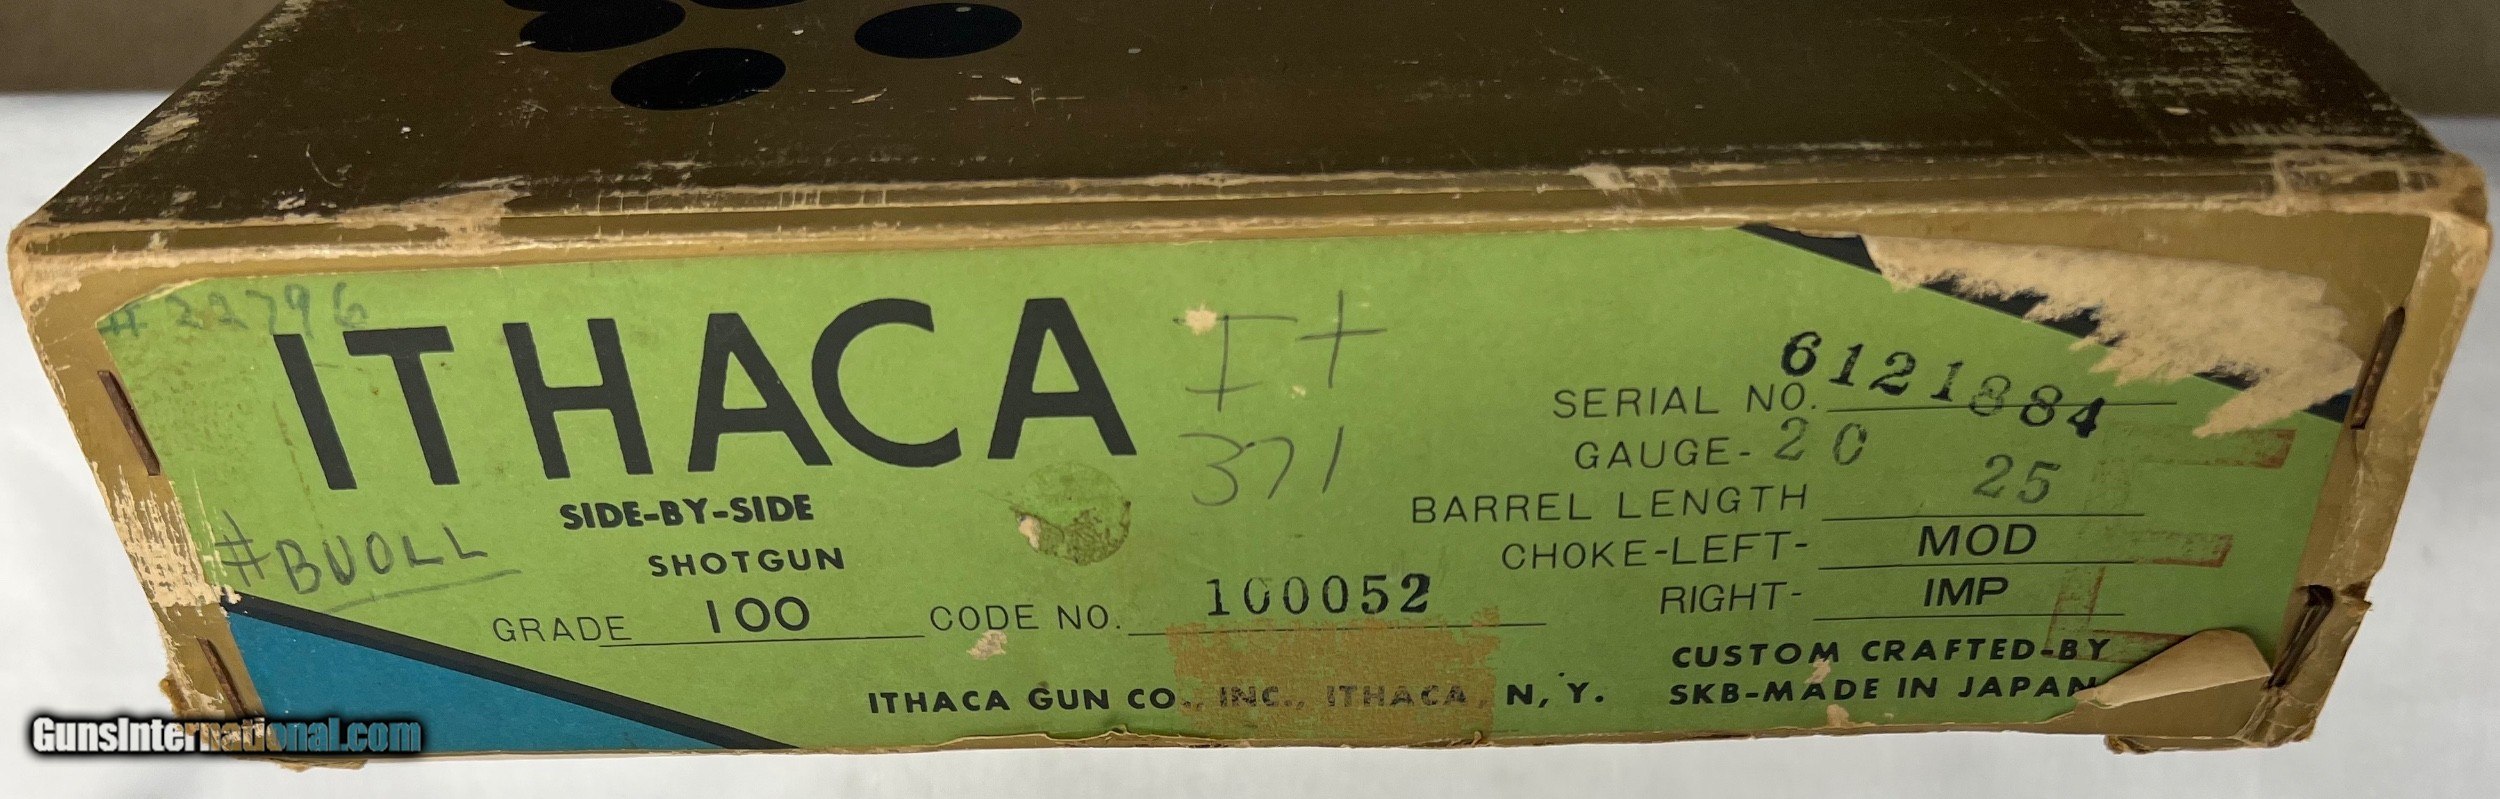 #22796
ITHACA
It
371
SIDE-BY-SIDE
SHOTGUN
#BUOLL
GRADE 100 CODE NO. 100052
ITHACA GUN CO., INC., ITHACA, N, Y.
SERIAL NO. 6121884
GAUGE- 20
BARREL LENGTH 25
CHOKE-LEFT- MOD
RIGHT- IMP
CUSTOM CRAFTED-BY
SKB-MADE IN JAPAN
GunsInternational.com